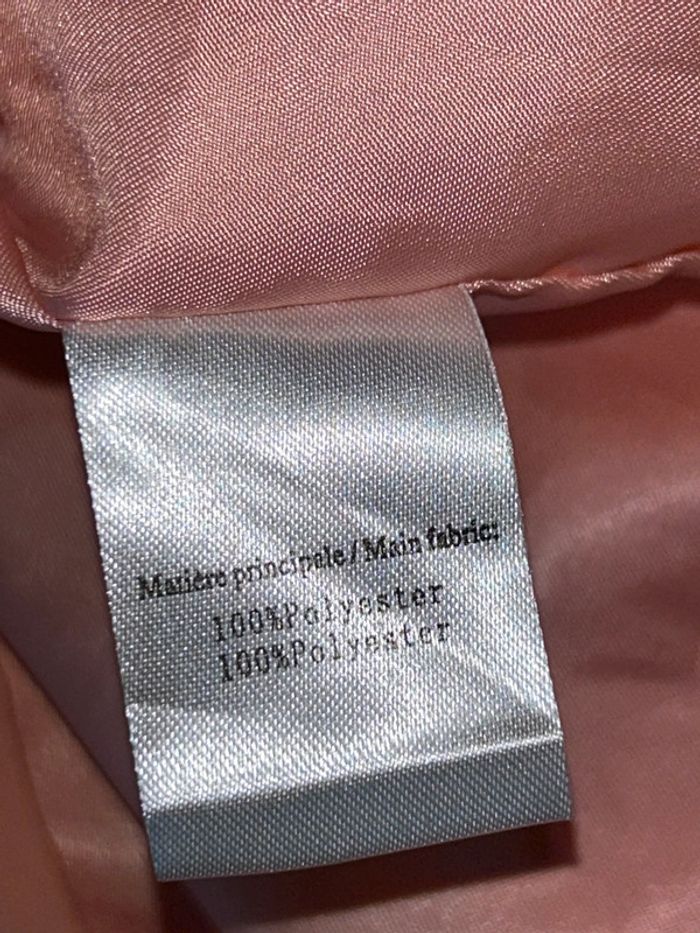 Matière principale / Main fabric:
100%Polyester
100%Polyester